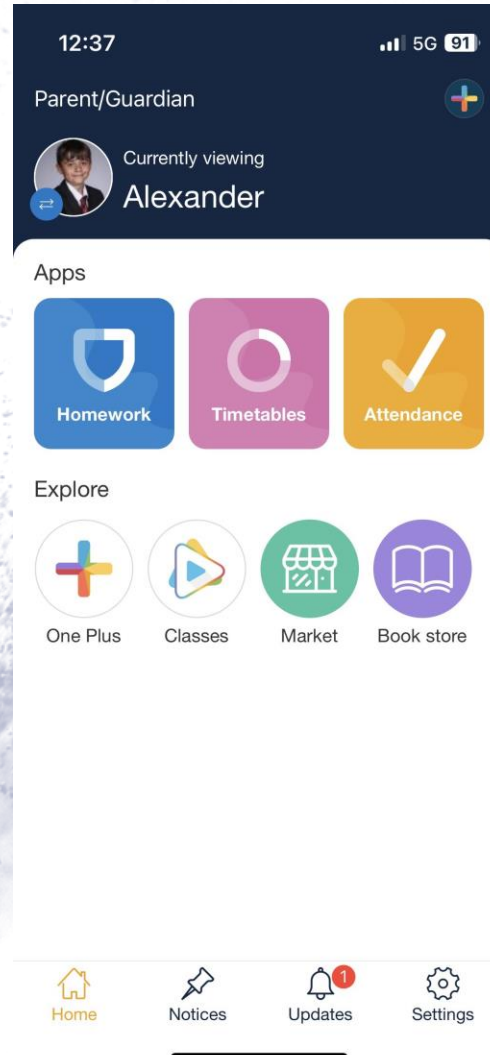 12:37 5G 91
Parent/Guardian
Currently viewing
Alexander
Apps
Homework Timetables Attendance
Explore
One Plus Classes Market Book store
1
Home Notices Updates Settings